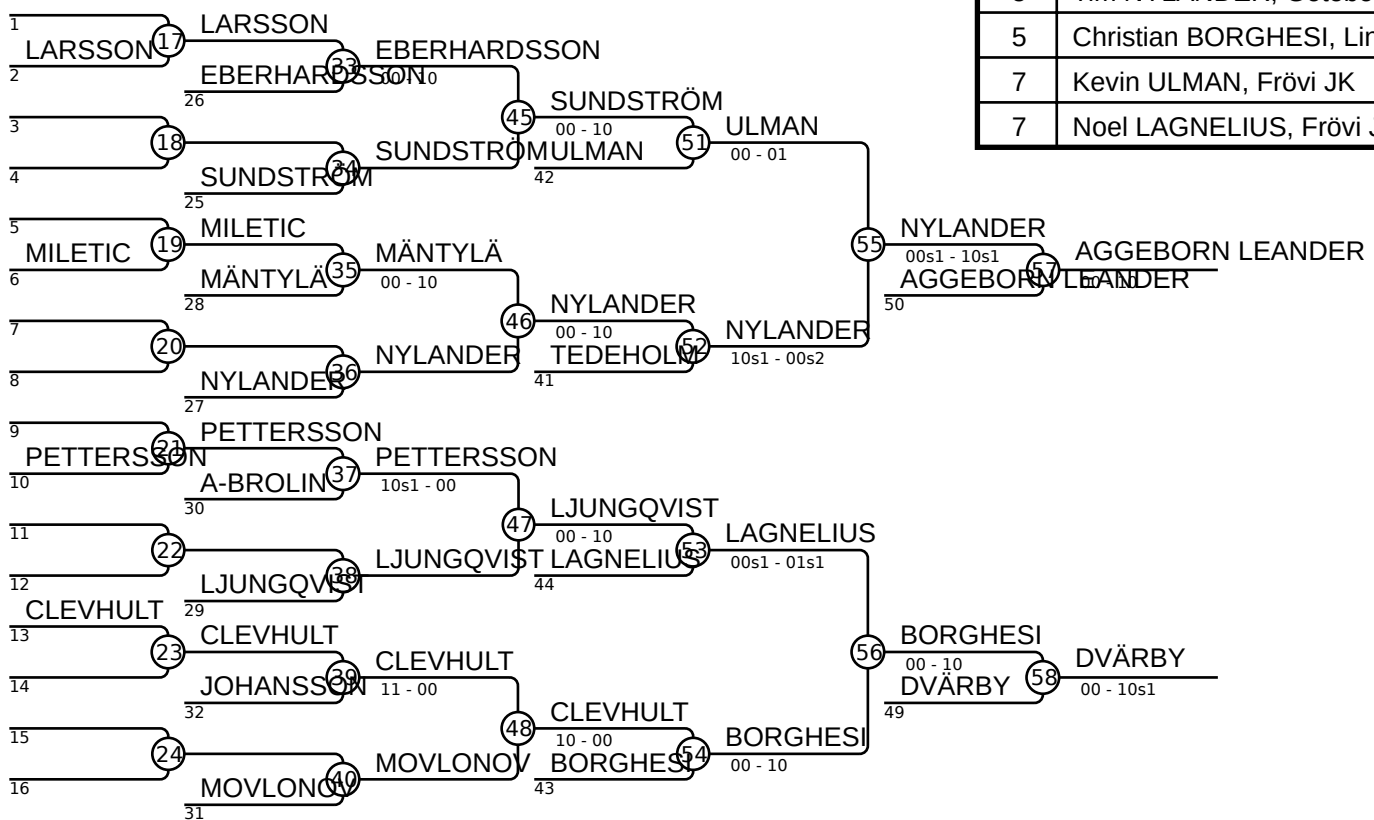 5
Christian BORGHESI, Lin
7
Kevin ULMAN, Frövi JK
7
Noel LAGNELIUS, Frövi J
1
LARSSON
2
17
LARSSON
EBERHARDSSON
26
33
EBERHARDSSON
00 - 10
3
4
18
SUNDSTRÖM
25
34
SUNDSTRÖM
45
SUNDSTRÖM
00 - 10
ULMAN
42
51
ULMAN
00 - 01
5
MILETIC
6
19
MILETIC
MÄNTYLÄ
28
35
MÄNTYLÄ
00 - 10
7
8
20
NYLANDER
27
36
NYLANDER
46
NYLANDER
00 - 10
TEDEHOLM
41
52
NYLANDER
10s1 - 00s2
55
NYLANDER
00s1 - 10s1
AGGEBORN LEANDER
50
57
AGGEBORN LEANDER
00 - 10
9
PETTERSSON
10
21
PETTERSSON
A-BROLIN
30
37
PETTERSSON
10s1 - 00
11
12
22
LJUNGQVIST
29
38
LJUNGQVIST
47
LJUNGQVIST
00 - 10
LAGNELIUS
44
53
LAGNELIUS
00s1 - 01s1
CLEVHULT
13
14
23
CLEVHULT
JOHANSSON
32
39
CLEVHULT
11 - 00
15
16
24
MOVLONOV
31
40
MOVLONOV
48
CLEVHULT
10 - 00
BORGHESI
43
54
BORGHESI
00 - 10
56
BORGHESI
00 - 10
DVÄRBY
49
58
DVÄRBY
00 - 10s1